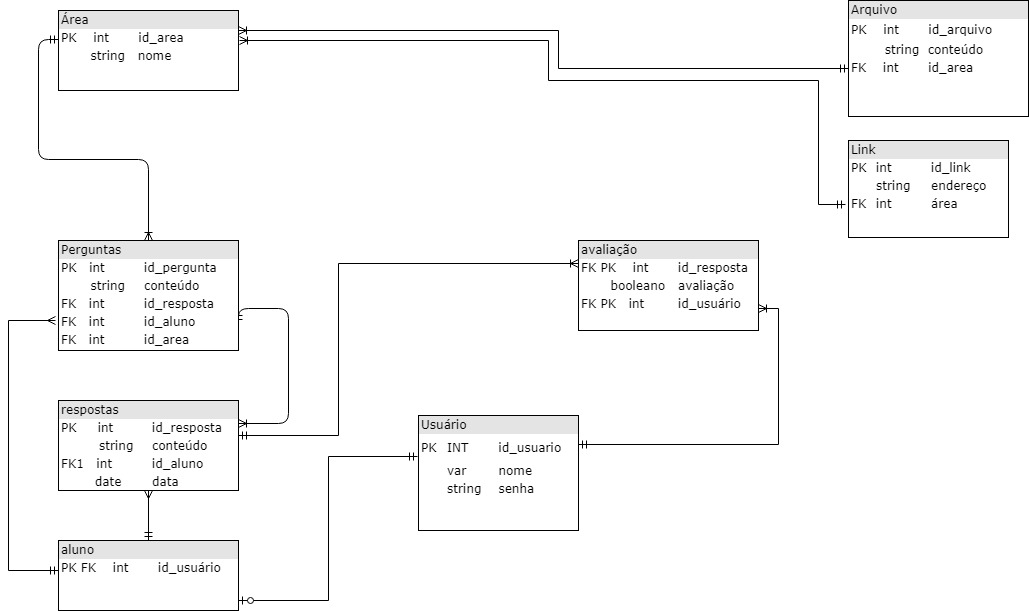 Área
PK int id_area
string nome
Arquivo
PK int id_arquivo
string conteúdo
FK int id_area
Link
PK int id_link
string endereço
FK int área
Perguntas
PK int id_pergunta
string conteúdo
FK int id_resposta
FK int id_aluno
FK int id_area
avaliação
FK PK int id_resposta
booleano avaliação
FK PK int id_usuário
respostas
PK int id_resposta
string conteúdo
FK1 int id_aluno
date data
Usuário
PK INT id_usuario
var nome
string senha
aluno
PK FK int id_usuário